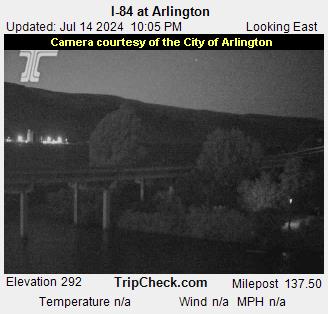 I-84 at Arlington
Updated: Jul 14 2024 10:05 PM Looking East
Camera courtesy of the City of Arlington
Elevation 292 TripCheck.com Milepost 137.50
Temperature n/a Wind n/a MPH n/a